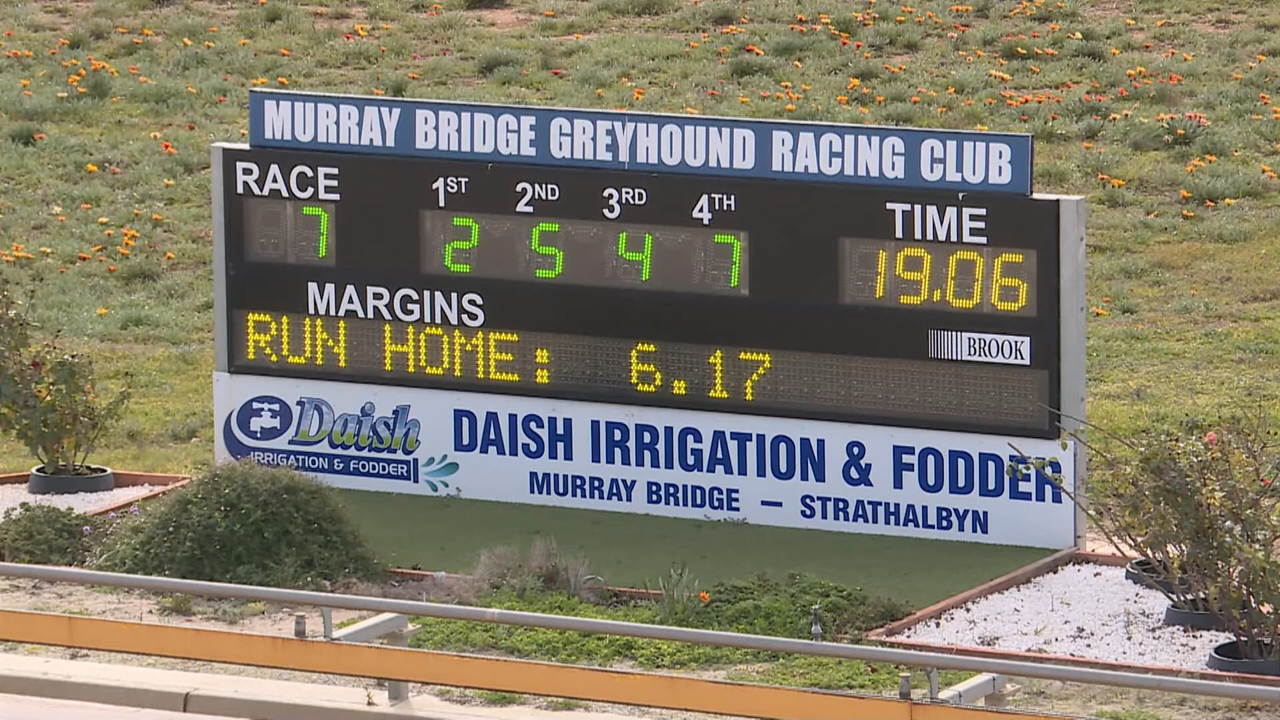 MURRAY BRIDGE GREYHOUND RACING CLUB
RACE 1ST 2ND 3RD 4TH TIME
7 2 5 4 7 19.06
MARGINS
BROOK
RUN HOME: 6.17
Daish
IRRIGATION & FODDER
DAISH IRRIGATION & FODDER
MURRAY BRIDGE — STRATHALBYN